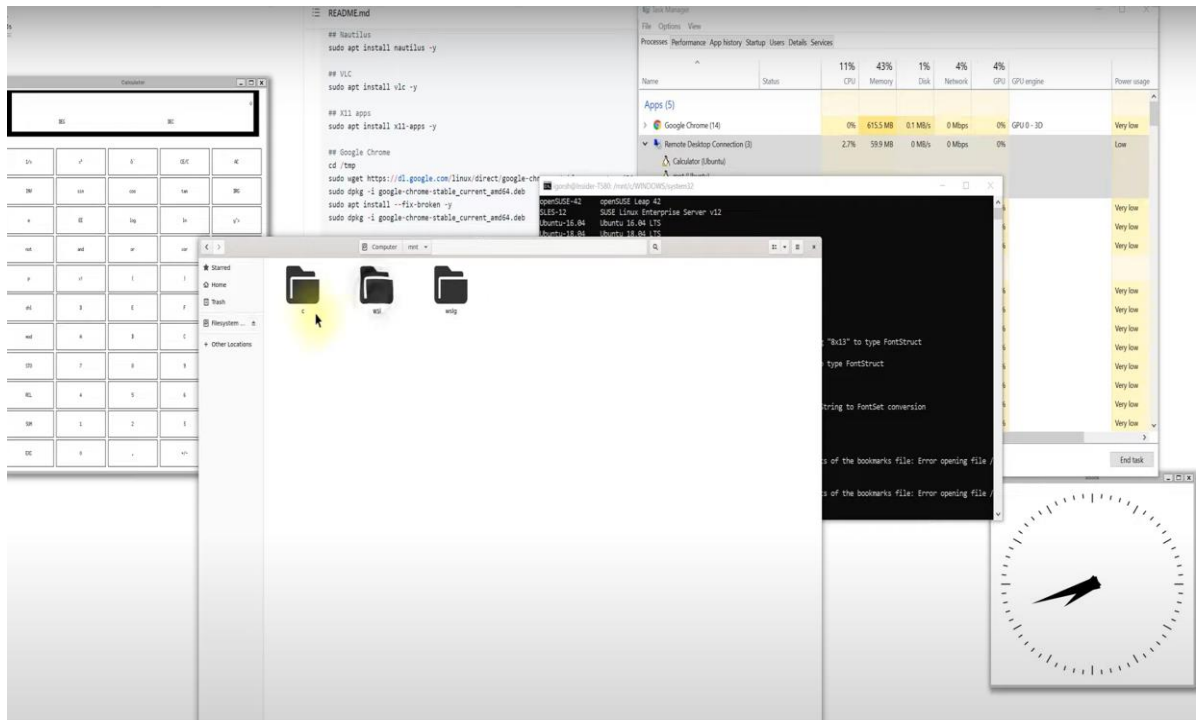 README.md
## Nautilus
sudo apt install nautilus -y
## VLC
sudo apt install vlc -y
## X11 apps
sudo apt install x11-apps -y
## Google Chrome
cd /tmp
sudo wget https://dl.google.com/linux/direct/google-ch
sudo dpkg -i google-chrome-stable_current_amd64.deb
sudo apt install --fix-broken -y
sudo dpkg -i google-chrome-stable_current_amd64.deb
Calculator
DEG DEC
Task Manager
File Options View
Processes Performance App history Startup Users Details Services
11% 43% 1% 4% 4%
Name Status CPU Memory Disk Network GPU GPU engine Power usage
Apps (5)
Google Chrome (14) 0% 615.5 MB 0.1 MB/s 0 Mbps 0% GPU 0 - 3D Very low
Remote Desktop Connection (3) 2.7% 59.9 MB 0 MB/s 0 Mbps 0% Low
Calculator (Ubuntu)
Very low
Very low
Very low
Very low
Very low
Very low
Very low
Very low
Very low
Very low
Very low
End task
/mnt/c/WINDOWS/system32
openSUSE-42 openSUSE Leap 42
SLES-12 SUSE Linux Enterprise Server v12
Ubuntu-16.04 Ubuntu 16.04 LTS
Ubuntu-18.04 Ubuntu 18.04 LTS
"8x13" to type FontStruct
type FontStruct
String to FontSet conversion
s of the bookmarks file: Error opening file /
s of the bookmarks file: Error opening file /
Computer mnt
Starred
Home
Trash
Filesystem ...
+ Other Locations
c wsl wslg